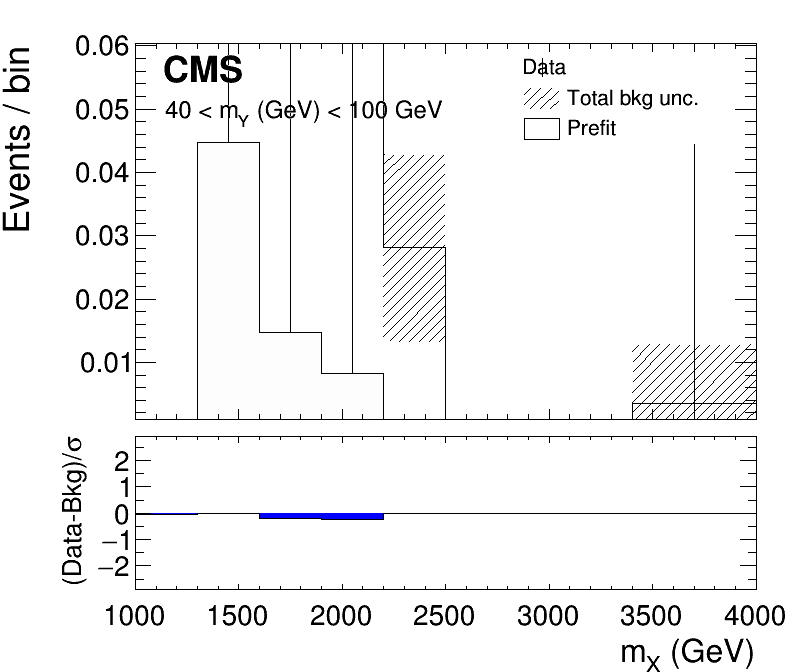 0.06
0.05
0.04
0.03
0.02
0.01
Events / bin
CMS
40 < mY (GeV) < 100 GeV
Data
Total bkg unc.
Prefit
(Data-Bkg)/σ
2
1
0
−1
−2
1000 1500 2000 2500 3000 3500 4000
mX (GeV)